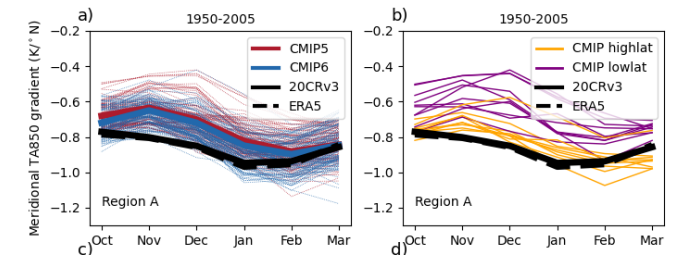 a)
1950-2005
b)
1950-2005
Meridional TA850 gradient (K/°N)
−0.2
−0.4
−0.6
−0.8
−1.0
−1.2
CMIP5
CMIP6
20CRv3
ERA5
Region A
Oct Nov Dec Jan Feb Mar
−0.2
−0.4
−0.6
−0.8
−1.0
−1.2
CMIP highlat
CMIP lowlat
20CRv3
ERA5
Region A
Oct Nov Dec Jan Feb Mar
c)
d)